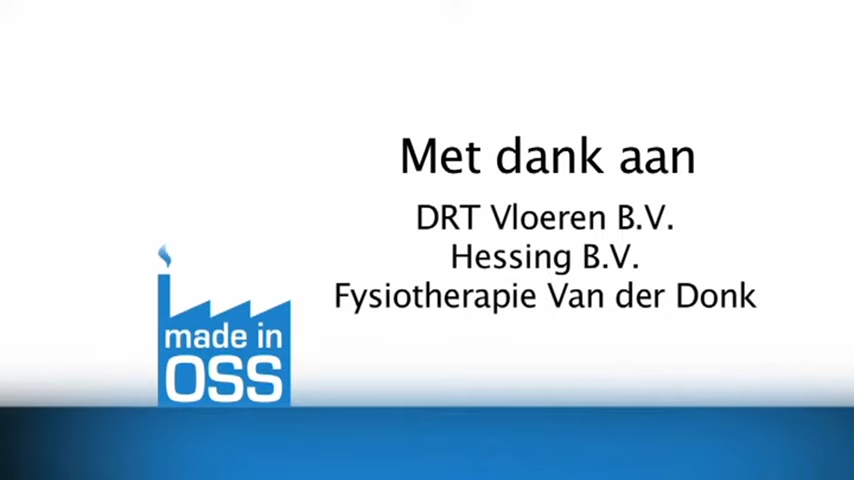 Met dank aan
DRT Vloeren B.V.
Hessing B.V.
Fysiotherapie Van der Donk
made in
OSS